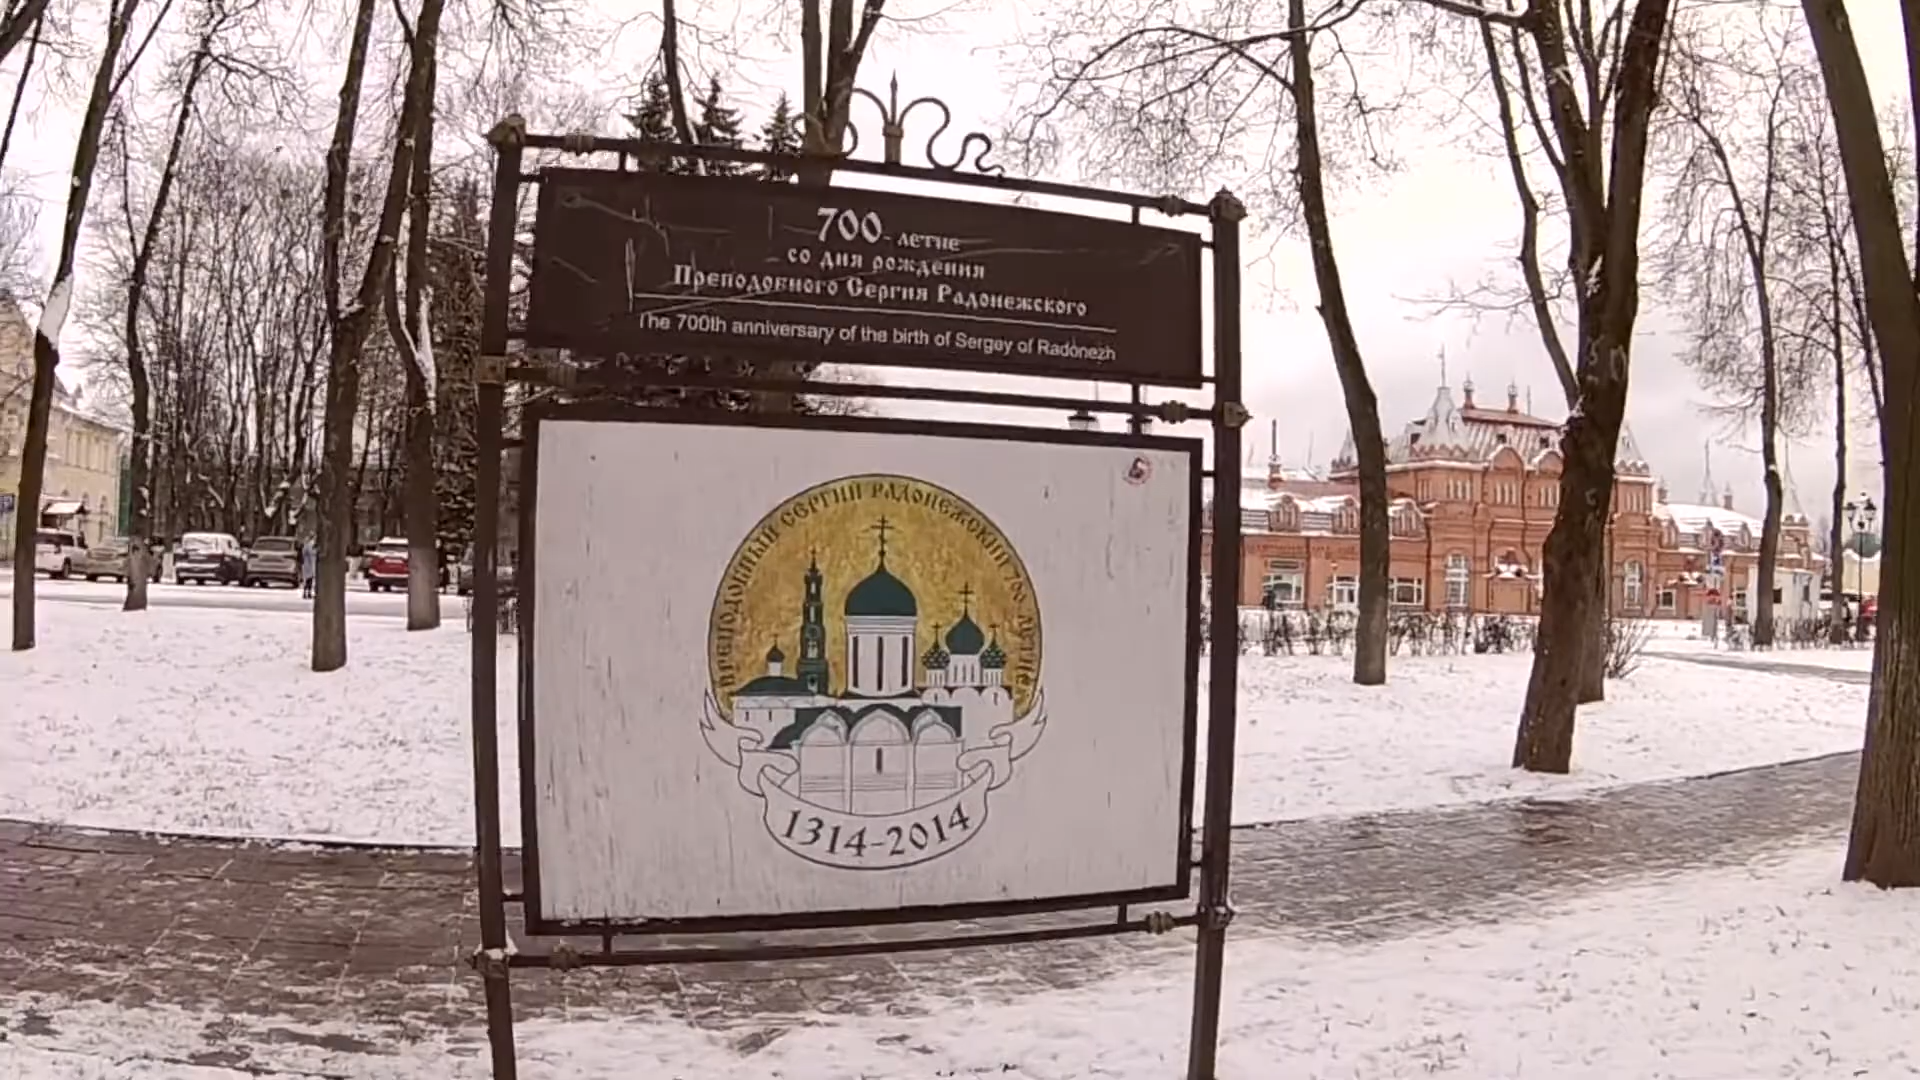 700-летие
со дня рождения
Преподобного Сергия Радонежского
The 700th anniversary of the birth of Sergey of Radonezh
ПРЕПОДОБНЫЙ СЕРГИЙ РАДОНЕЖСКИЙ 700-ЛЕТИЕ
1314-2014